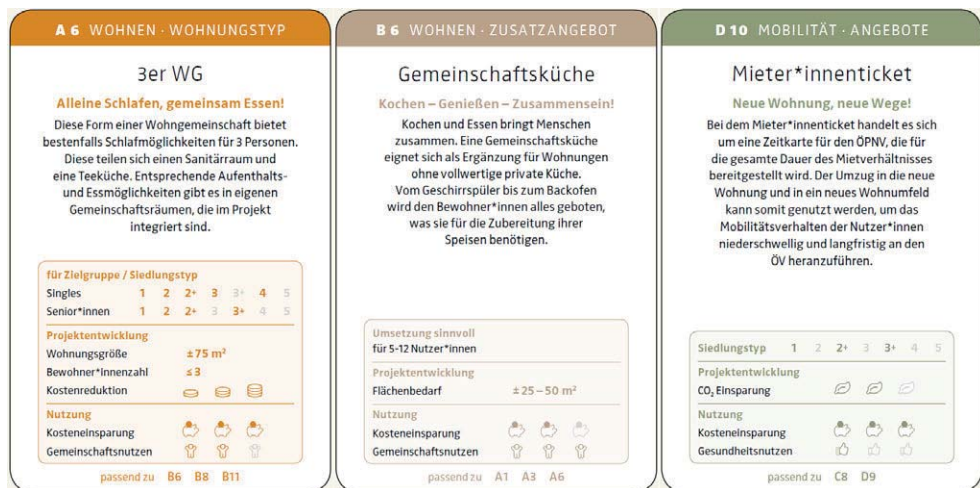 A 6 WOHNEN · WOHNUNGSTYP
3er WG
Alleine Schlafen, gemeinsam Essen!
Diese Form einer Wohngemeinschaft bietet
bestenfalls Schlafmöglichkeiten für 3 Personen.
Diese teilen sich einen Sanitärraum und
eine Teeküche. Entsprechende Aufenthalts-
und Essmöglichkeiten gibt es in eigenen
Gemeinschaftsräumen, die im Projekt
integriert sind.
für Zielgruppe / Siedlungstyp
Singles 1 2 2+ 3 3+ 4 5
Senior*innen 1 2 2+ 3 3+ 4 5
Projektentwicklung
Wohnungsgröße ±75 m²
Bewohner*innenzahl ≤3
Kostenreduktion
Nutzung
Kosteneinsparung
Gemeinschaftsnutzen
passend zu B6 B8 B11
B 6 WOHNEN · ZUSATZANGEBOT
Gemeinschaftsküche
Kochen – Genießen – Zusammensein!
Kochen und Essen bringt Menschen
zusammen. Eine Gemeinschaftsküche
eignet sich als Ergänzung für Wohnungen
ohne vollwertige private Küche.
Vom Geschirrspüler bis zum Backofen
wird den Bewohner*innen alles geboten,
was sie für die Zubereitung ihrer
Speisen benötigen.
Umsetzung sinnvoll
für 5-12 Nutzer*innen
Projektentwicklung
Flächenbedarf ±25–50 m²
Nutzung
Kosteneinsparung
Gemeinschaftsnutzen
passend zu A1 A3 A6
D 10 MOBILITÄT · ANGEBOTE
Mieter*innenticket
Neue Wohnung, neue Wege!
Bei dem Mieter*innenticket handelt es sich
um eine Zeitkarte für den ÖPNV, die für
die gesamte Dauer des Mietverhältnisses
bereitgestellt wird. Der Umzug in die neue
Wohnung und in ein neues Wohnumfeld
kann somit genutzt werden, um das
Mobilitätsverhalten der Nutzer*innen
niederschwellig und langfristig an den
ÖV heranzuführen.
Siedlungstyp 1 2 2+ 3 3+ 4 5
Projektentwicklung
CO₂ Einsparung
Nutzung
Kosteneinsparung
Gesundheitsnutzen
passend zu C8 D9